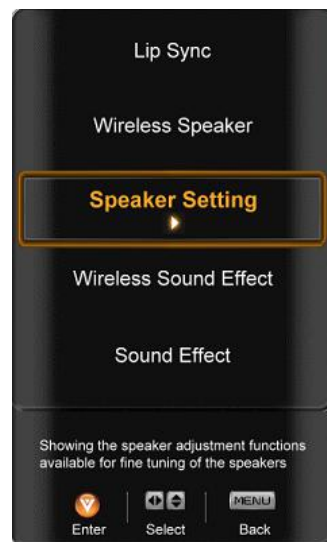 Lip Sync
Wireless Speaker
Speaker Setting
Wireless Sound Effect
Sound Effect
Showing the speaker adjustment functions
available for fine tuning of the speakers
MENU
Enter Select Back